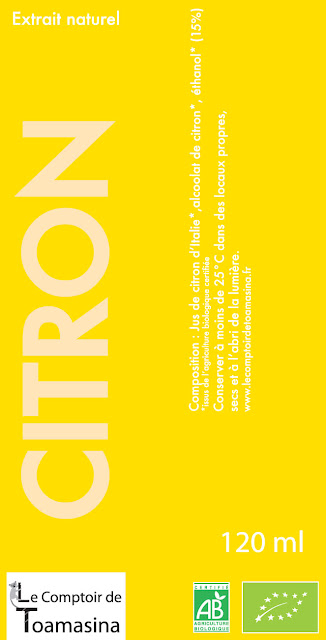 Extrait naturel
CITRON
Composition : Jus de citron d'Italie*,alcoolat de citron*, éthanol* (15%)
*issus de l'agriculture biologique certifiée
Conserver à moins de 25°C dans des locaux propres,
secs et à l'abri de la lumière.
www.lecomptoirdetoamasina.fr
120 ml
Le Comptoir de
Toamasina
CERTIFIÉ
AB
AGRICULTURE
BIOLOGIQUE